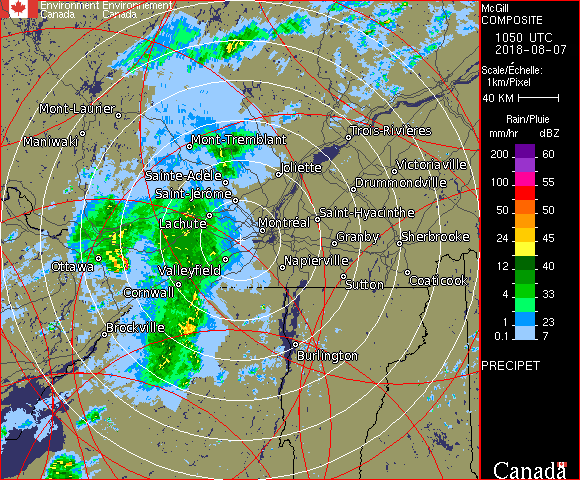 Environment Environnement
Canada Canada
McGill
COMPOSITE
1050 UTC
2018-08-07
Scale/Échelle:
1km/Pixel
40 KM
Rain/Pluie
mm/hr dBZ
200 60
100 55
50 50
24 45
12 40
4 33
1 23
0.1 7
PRECIPET
Canada
Mont-Laurier
Maniwaki
Mont-Tremblant
Trois-Rivières
Sainte-Adèle
Joliette
Victoriaville
Saint-Jérôme
Drummondville
Lachute
Montréal
Saint-Hyacinthe
Granby
Sherbrooke
Ottawa
Valleyfield
Napierville
Cornwall
Sutton
Coaticook
Brockville
Burlington